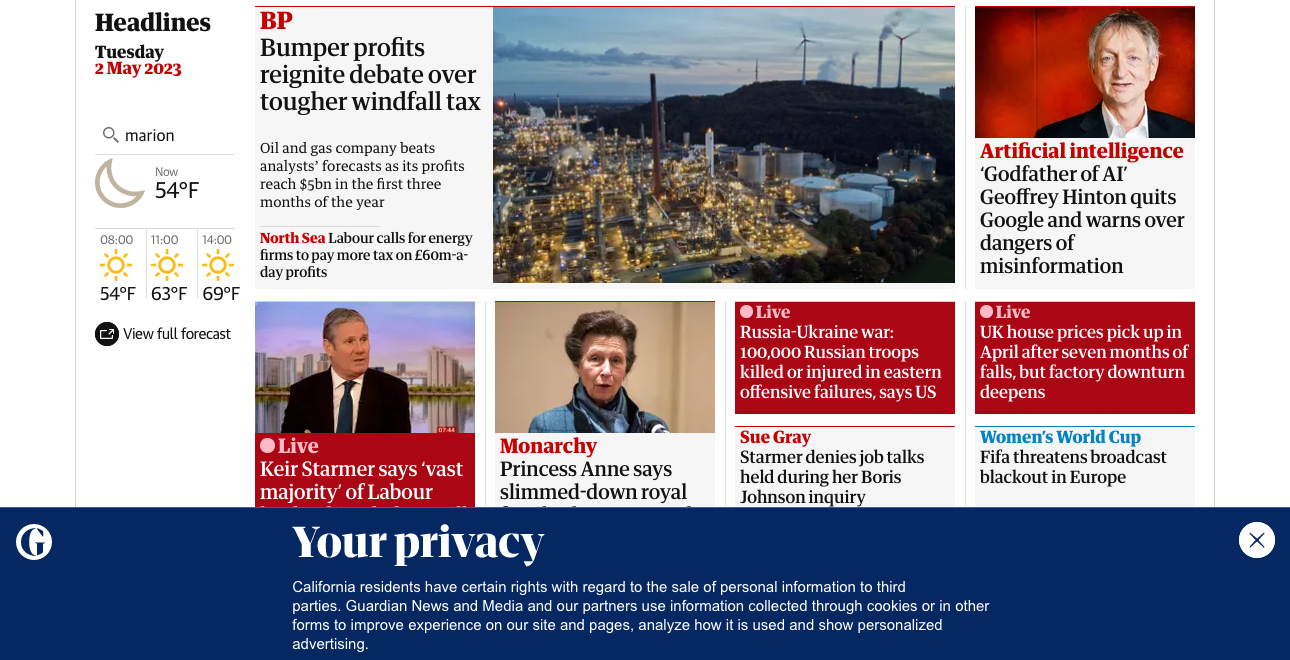 Headlines
Tuesday
2 May 2023
marion
Now
54°F
08:00
11:00
14:00
54°F
63°F
69°F
View full forecast
BP
Bumper profits
reignite debate over
tougher windfall tax
Oil and gas company beats
analysts’ forecasts as its profits
reach $5bn in the first three
months of the year
North Sea Labour calls for energy
firms to pay more tax on £60m-a-
day profits
Artificial intelligence
‘Godfather of AI’
Geoffrey Hinton quits
Google and warns over
dangers of
misinformation
07:44
Live
Keir Starmer says ‘vast
majority’ of Labour
Monarchy
Princess Anne says
slimmed-down royal
Live
Russia-Ukraine war:
100,000 Russian troops
killed or injured in eastern
offensive failures, says US
Live
UK house prices pick up in
April after seven months of
falls, but factory downturn
deepens
Sue Gray
Starmer denies job talks
held during her Boris
Johnson inquiry
Women’s World Cup
Fifa threatens broadcast
blackout in Europe
G
Your privacy
California residents have certain rights with regard to the sale of personal information to third
parties. Guardian News and Media and our partners use information collected through cookies or in other
forms to improve experience on our site and pages, analyze how it is used and show personalized
advertising.